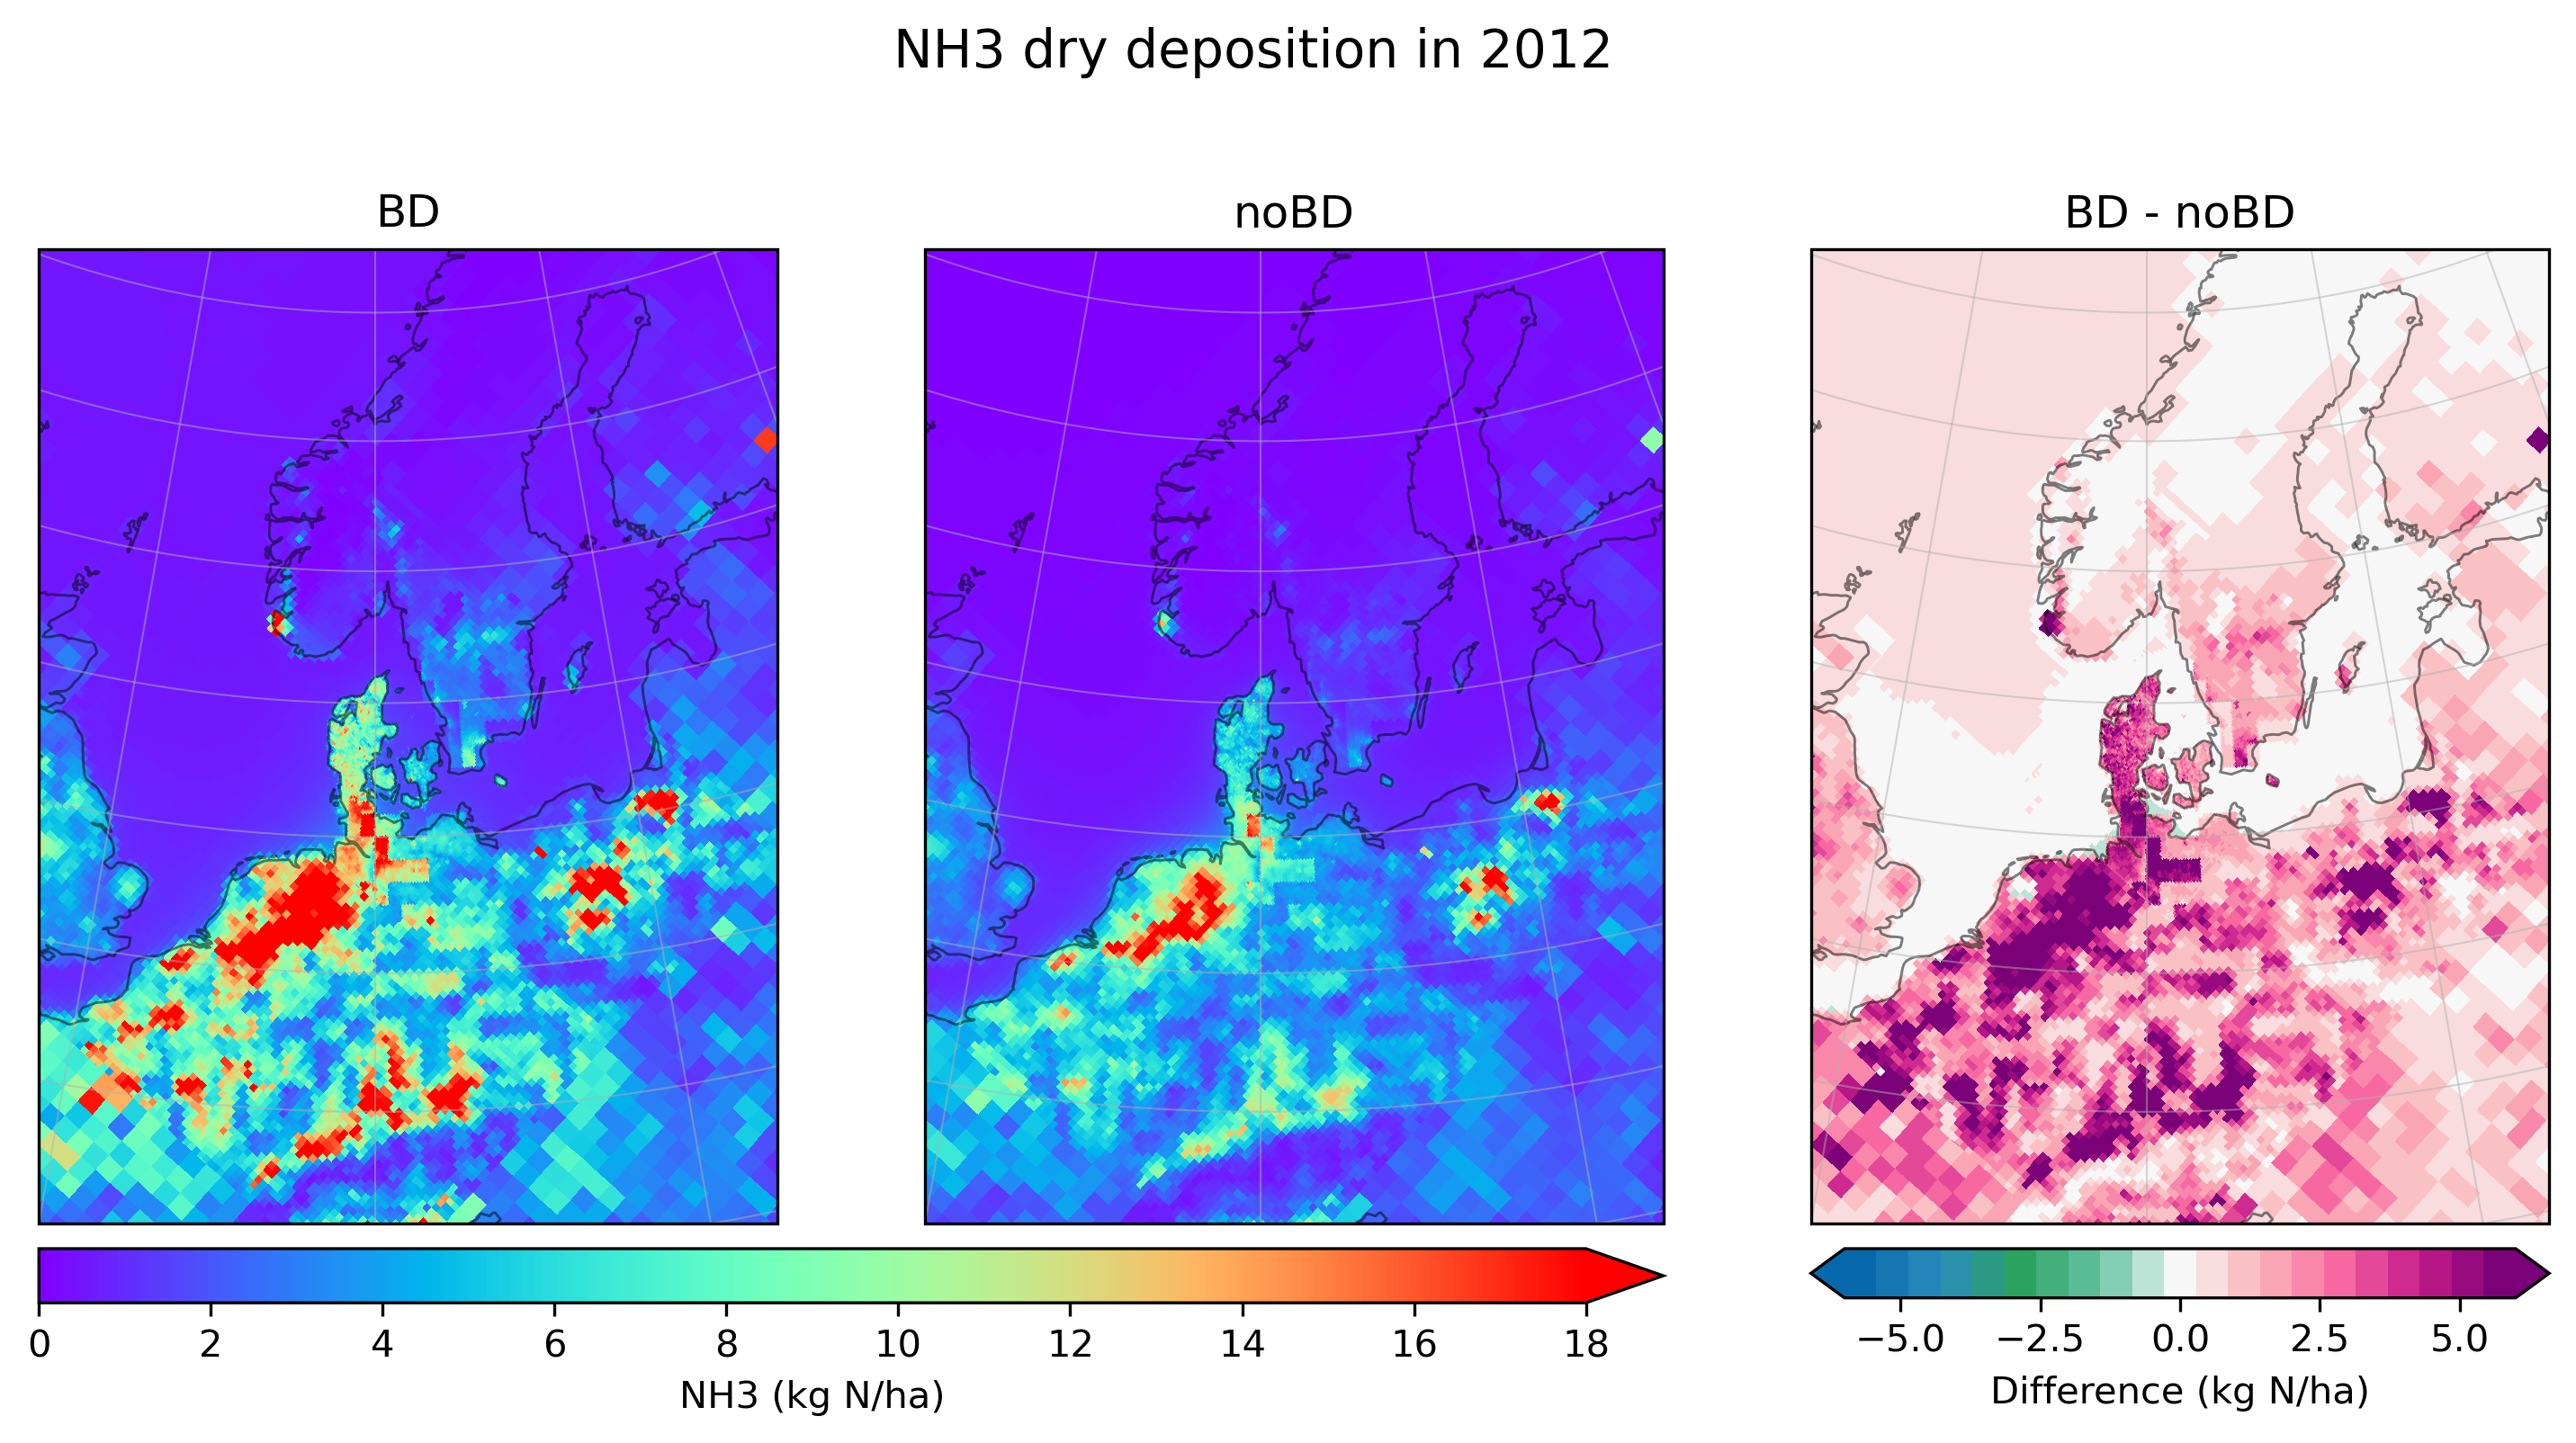 NH3 dry deposition in 2012
BD
noBD
BD - noBD
0 2 4 6 8 10 12 14 16 18
NH3 (kg N/ha)
−5.0 −2.5 0.0 2.5 5.0
Difference (kg N/ha)